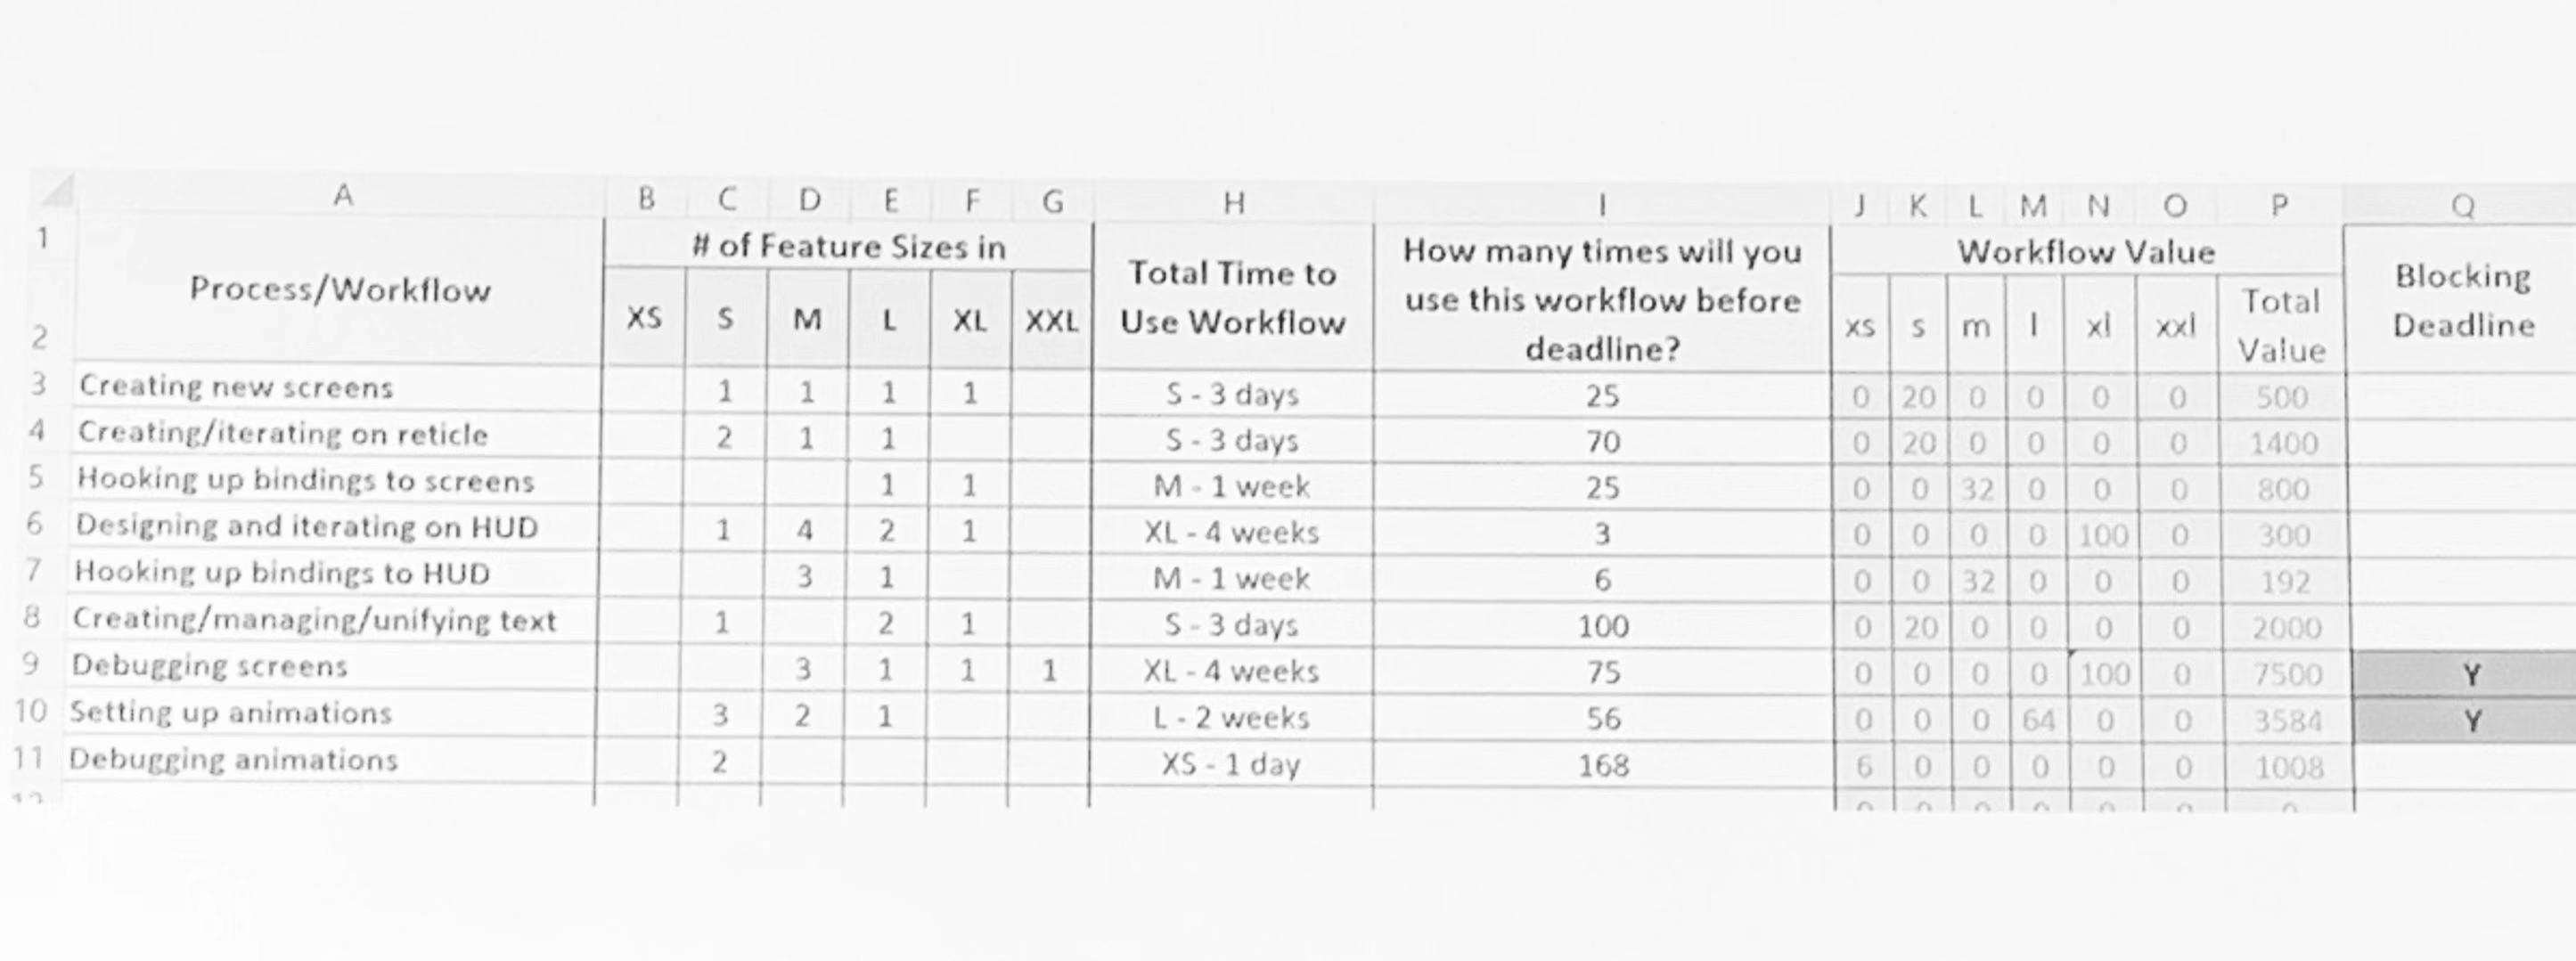 A B C D E F G H I J K L M N O P Q
1 Process/Workflow # of Feature Sizes in Total Time to Use Workflow How many times will you use this workflow before deadline? Workflow Value Blocking Deadline
2 XS S M L XL XXL xs s m l xl xxl Total Value
3 Creating new screens 1 1 1 1 S - 3 days 25 0 20 0 0 0 0 500
4 Creating/iterating on reticle 2 1 1 S - 3 days 70 0 20 0 0 0 0 1400
5 Hooking up bindings to screens 1 1 M - 1 week 25 0 0 32 0 0 0 800
6 Designing and iterating on HUD 1 4 2 1 XL - 4 weeks 3 0 0 0 0 100 0 300
7 Hooking up bindings to HUD 3 1 M - 1 week 6 0 0 32 0 0 0 192
8 Creating/managing/unifying text 1 2 1 S - 3 days 100 0 20 0 0 0 0 2000
9 Debugging screens 3 1 1 1 XL - 4 weeks 75 0 0 0 0 100 0 7500 Y
10 Setting up animations 3 2 1 L - 2 weeks 56 0 0 0 64 0 0 3584 Y
11 Debugging animations 2 XS - 1 day 168 6 0 0 0 0 0 1008